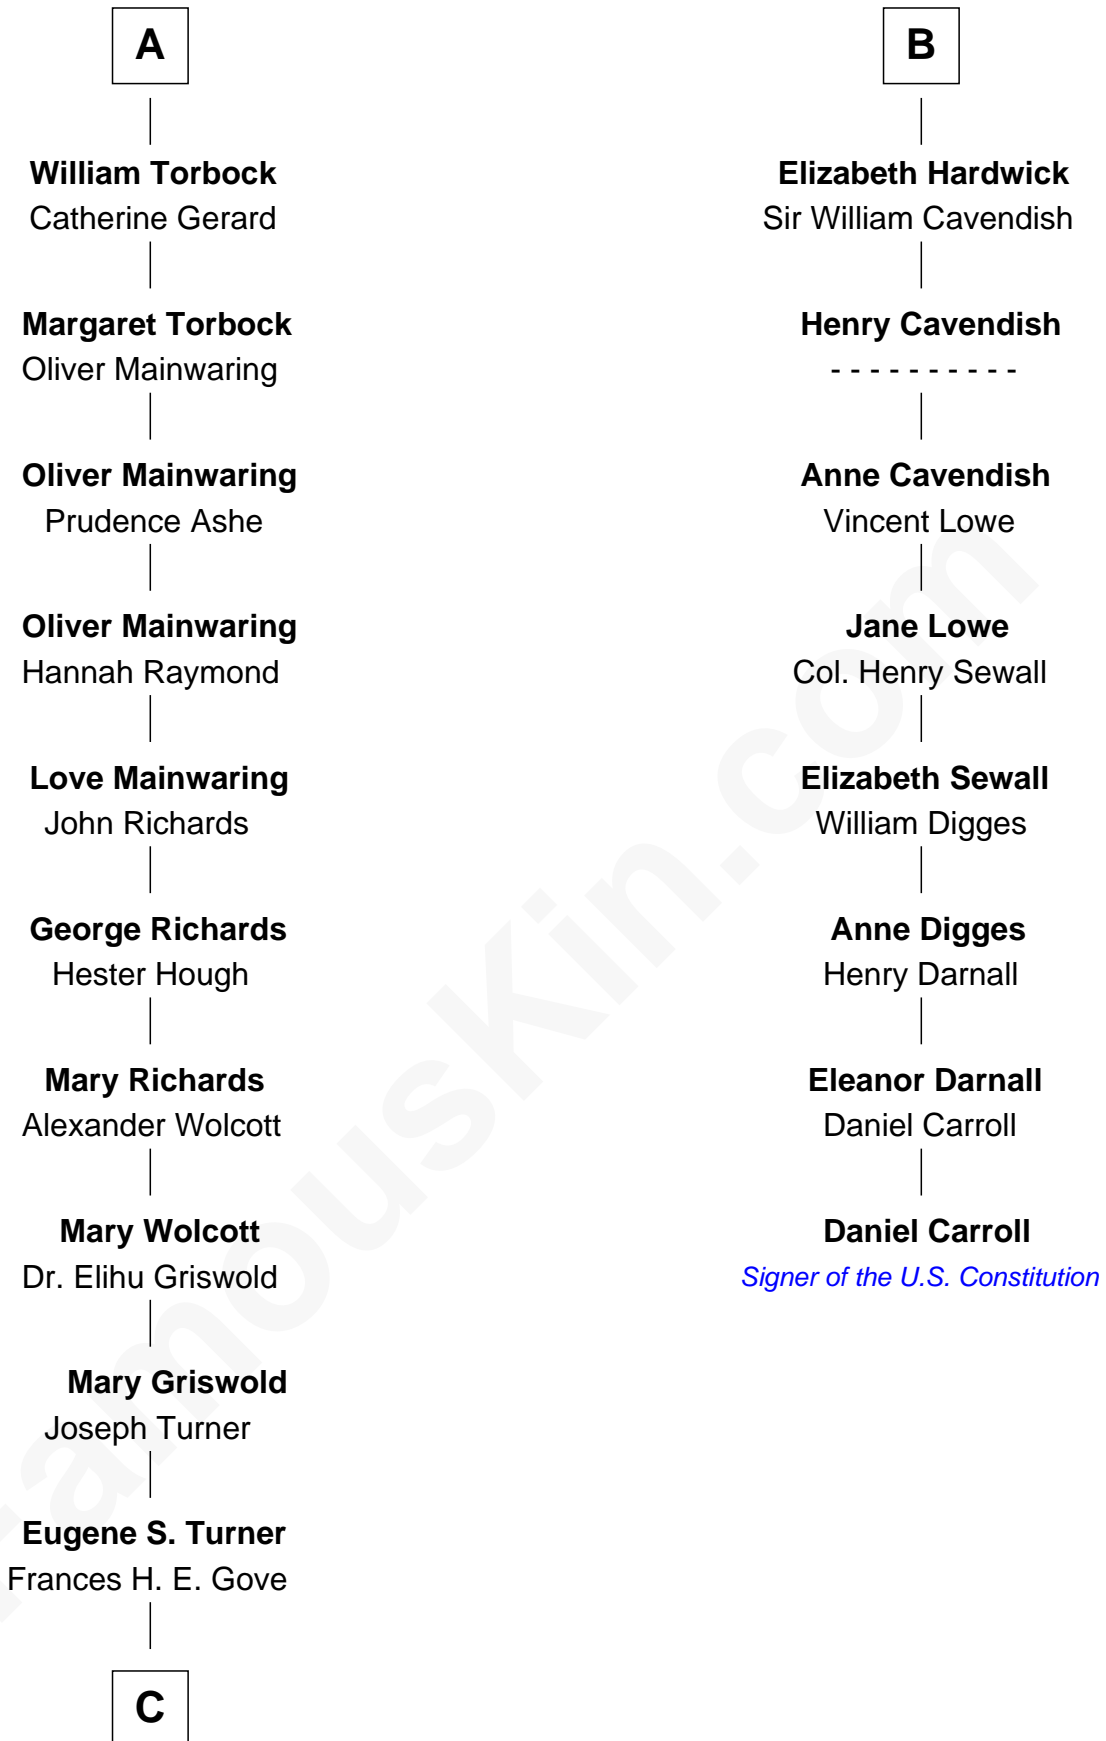 A
William Torbock
Catherine Gerard
Margaret Torbock
Oliver Mainwaring
Oliver Mainwaring
Prudence Ashe
Oliver Mainwaring
Hannah Raymond
Love Mainwaring
John Richards
George Richards
Hester Hough
Mary Richards
Alexander Wolcott
Mary Wolcott
Dr. Elihu Griswold
Mary Griswold
Joseph Turner
Eugene S. Turner
Frances H. E. Gove
C
B
Elizabeth Hardwick
Sir William Cavendish
Henry Cavendish
- - - - - - - - - -
Anne Cavendish
Vincent Lowe
Jane Lowe
Col. Henry Sewall
Elizabeth Sewall
William Digges
Anne Digges
Henry Darnall
Eleanor Darnall
Daniel Carroll
Daniel Carroll
Signer of the U.S. Constitution
FamousKin.com